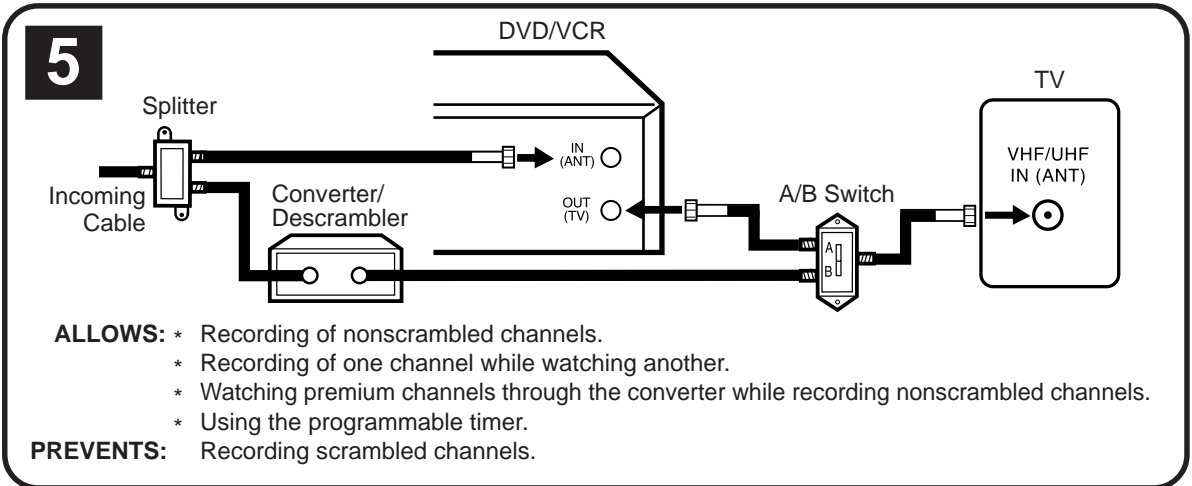 5
DVD/VCR
TV
Splitter
IN
(ANT)
VHF/UHF
IN (ANT)
Incoming
Cable
Converter/
Descrambler
OUT
(TV)
A/B Switch
A
B
ALLOWS: * Recording of nonscrambled channels.
* Recording of one channel while watching another.
* Watching premium channels through the converter while recording nonscrambled channels.
* Using the programmable timer.
PREVENTS: Recording scrambled channels.